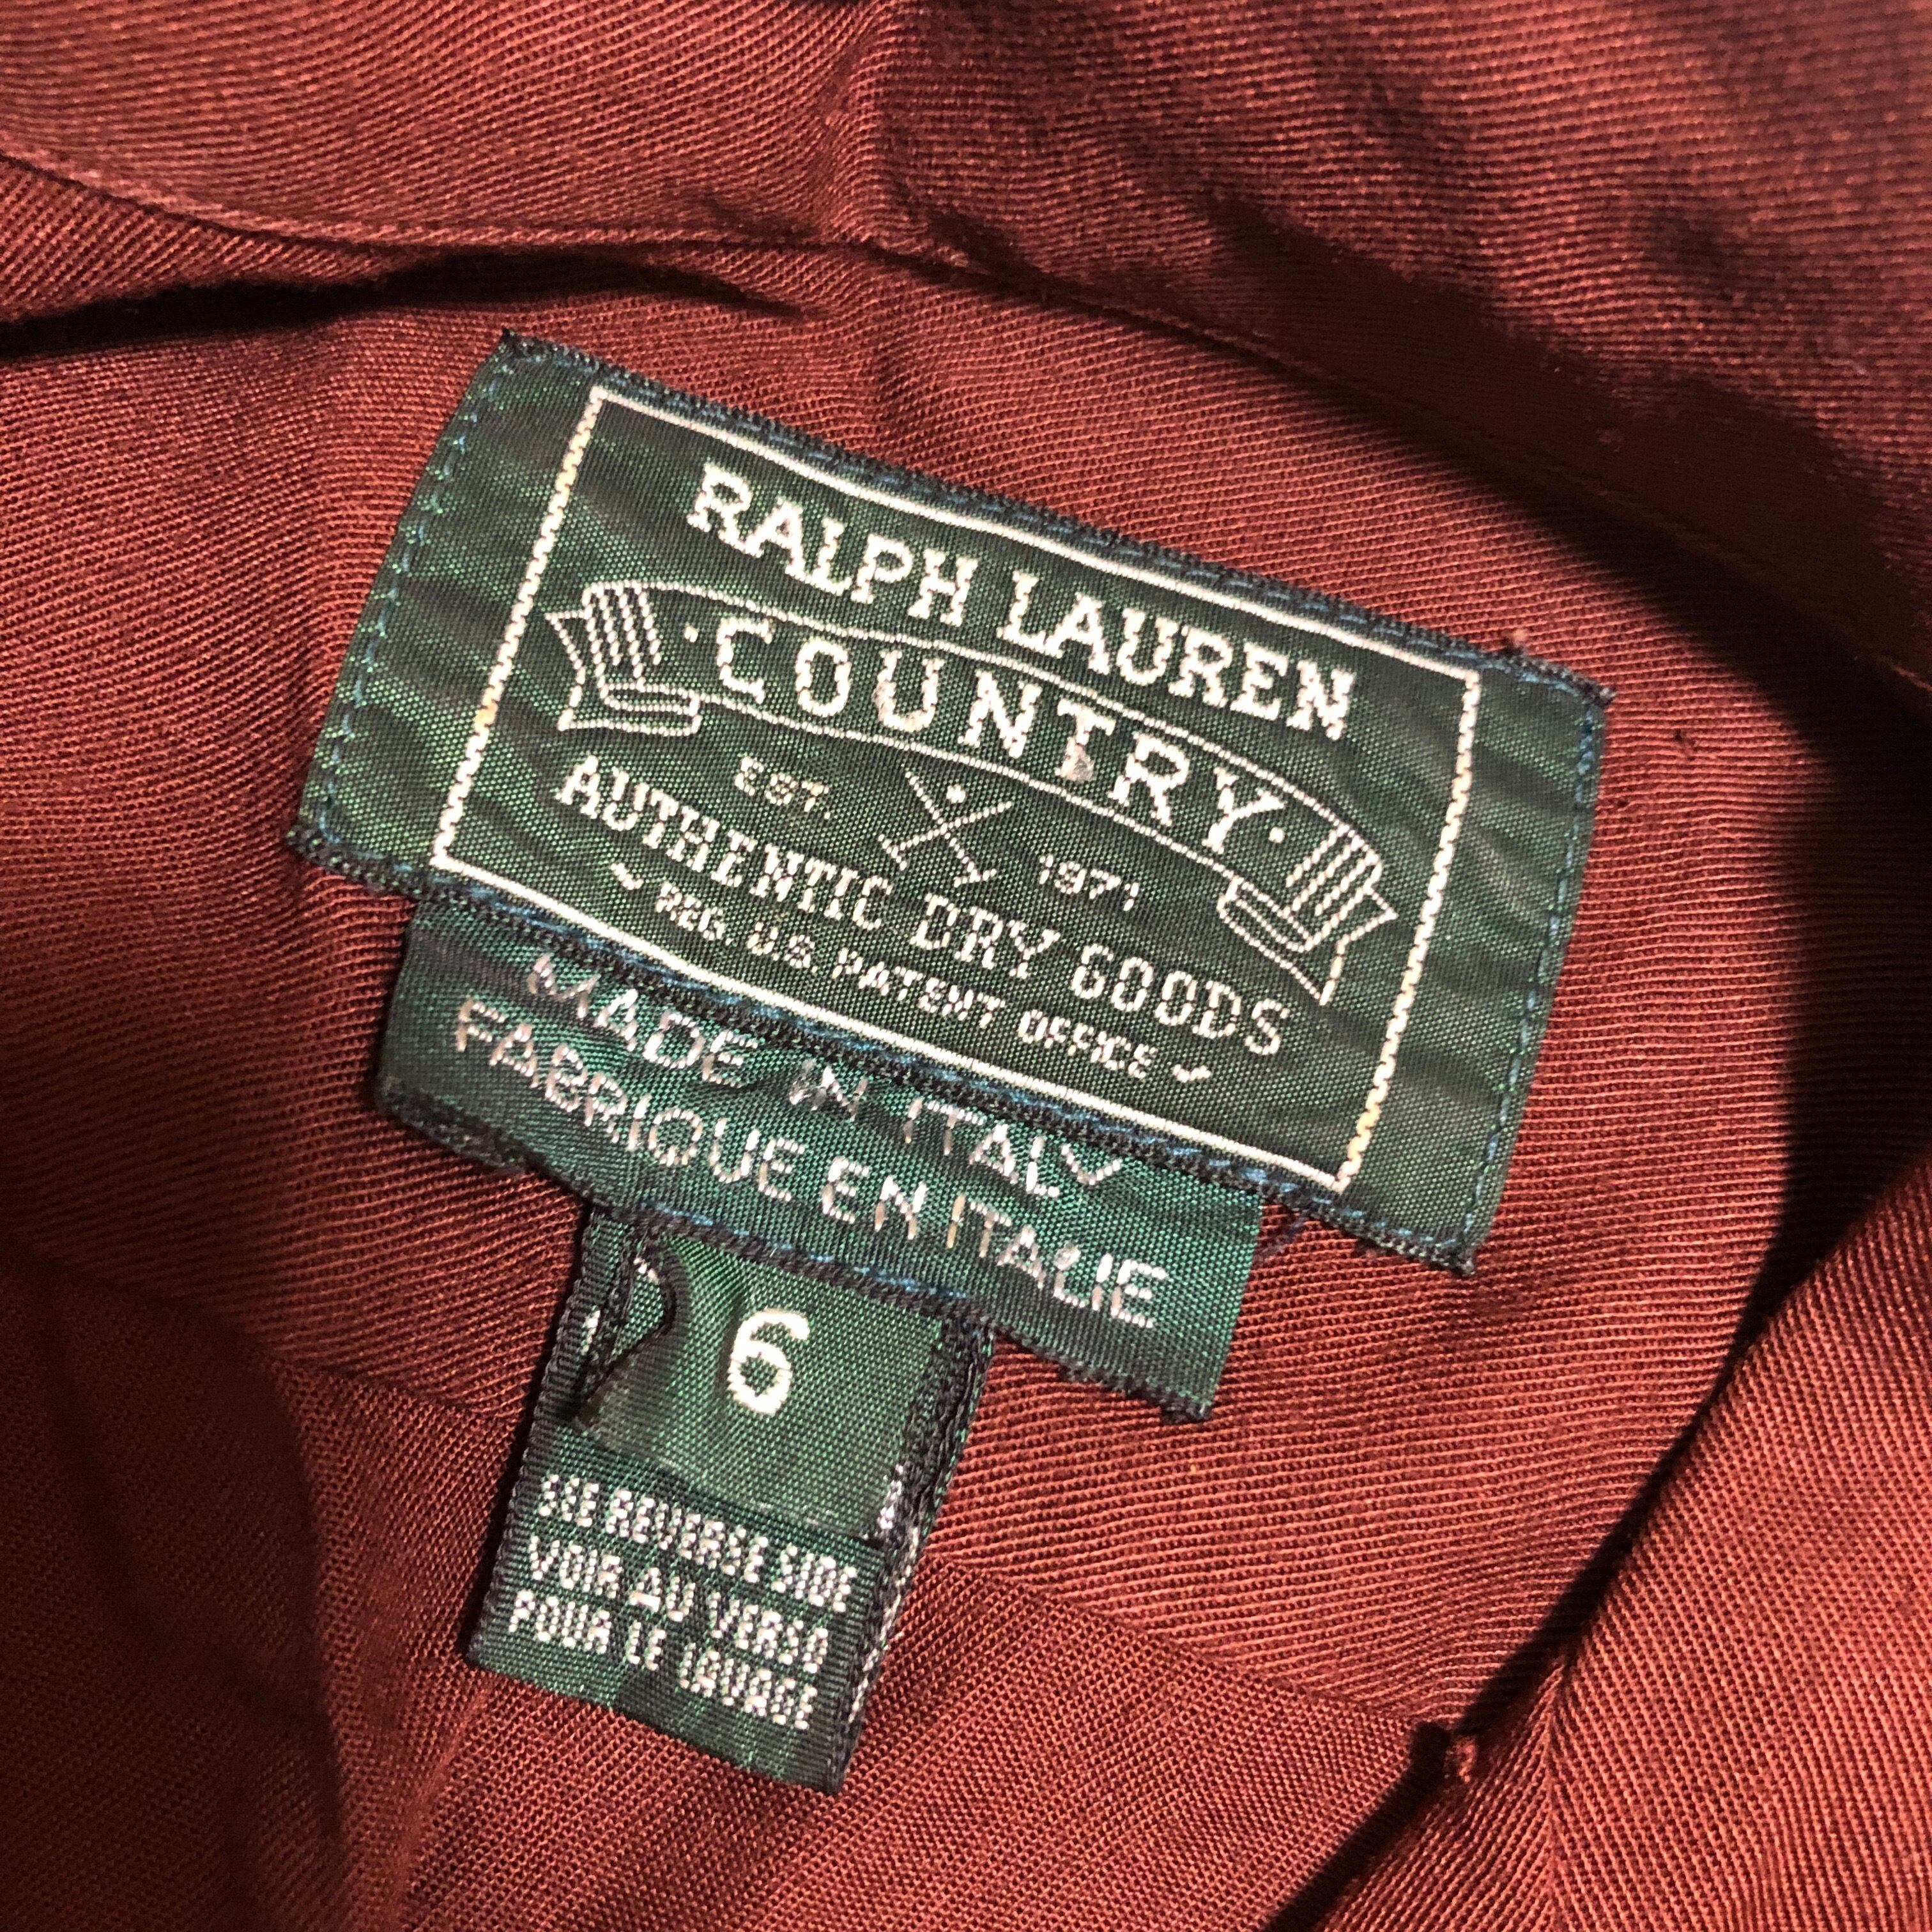 RALPH LAUREN
· COUNTRY ·
EST. 1971
AUTHENTIC DRY GOODS
REG. U.S. PATENT OFFICE
MADE IN ITALY
FABRIQUE EN ITALIE
6
SEE REVERSE SIDE
VOIR AU VERSO
POUR LE LAVAGE